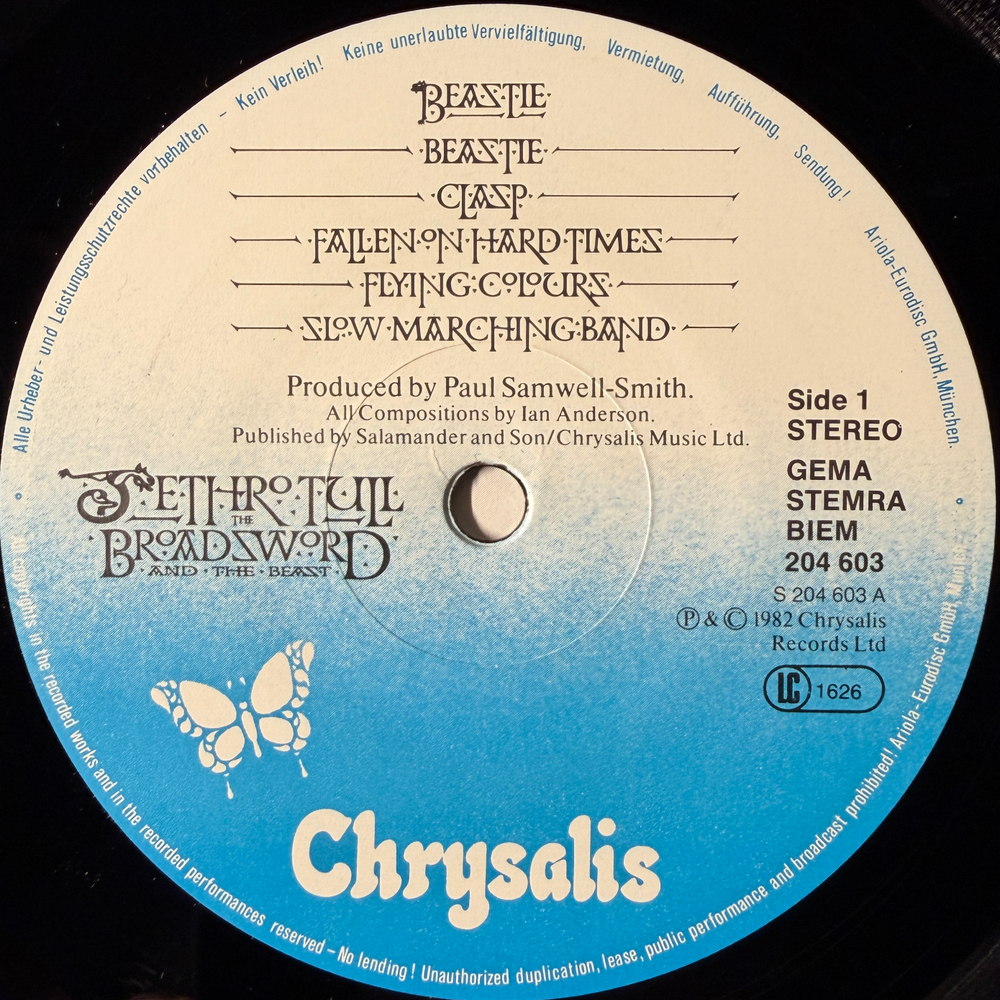 Alle Urheber- und Leistungsschutzrechte vorbehalten – Kein Verleih! Keine unerlaubte Vervielfältigung, Vermietung, Aufführung, Sendung! Ariola-Eurodisc GmbH, München.
BEASTIE
BEASTIE
CLASP
FALLEN·ON·HARD·TIMES
FLYING·COLOURS
SLOW·MARCHING·BAND
Produced by Paul Samwell-Smith.
All Compositions by Ian Anderson.
Published by Salamander and Son/Chrysalis Music Ltd.
Side 1
STEREO
GEMA
STEMRA
BIEM
204 603
S 204 603 A
Ⓟ & © 1982 Chrysalis
Records Ltd
LC 1626
JETHRO·TULL
THE
BROADSWORD
·AND·THE·BEAST·
Chrysalis
All copyrights in the recorded works and in the recorded performances reserved – No lending! Unauthorized duplication, lease, public performance and broadcast prohibited! Ariola-Eurodisc GmbH, Munich